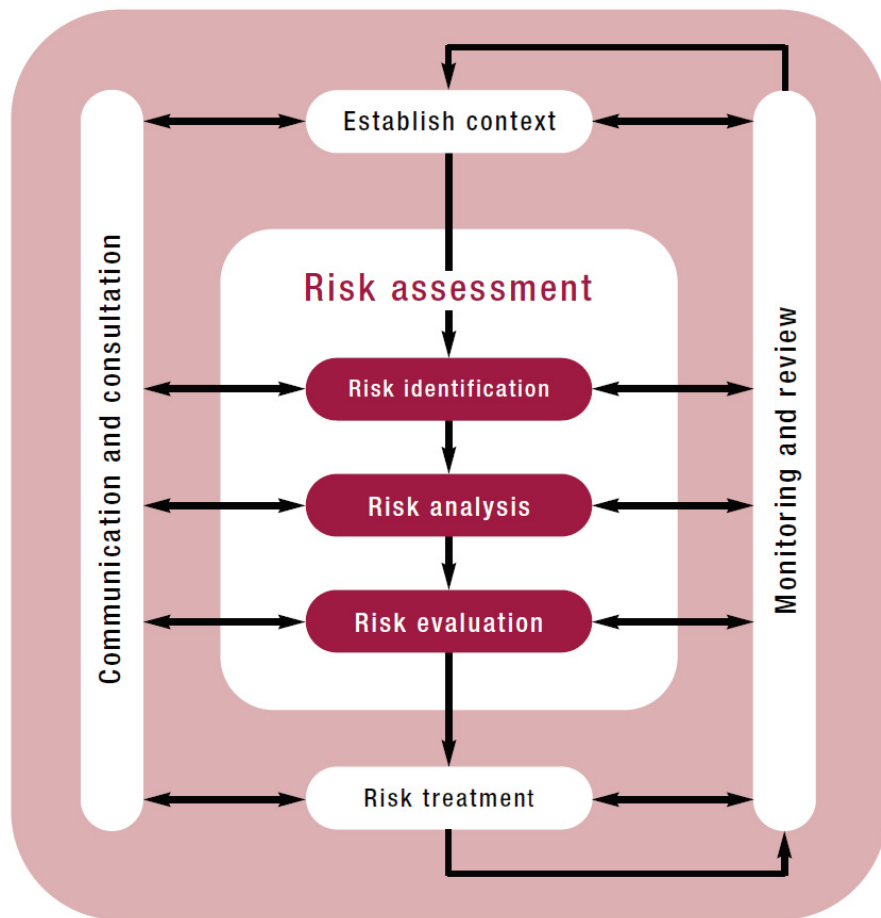 Establish context
Communication and consultation
Risk assessment
Risk identification
Risk analysis
Risk evaluation
Monitoring and review
Risk treatment